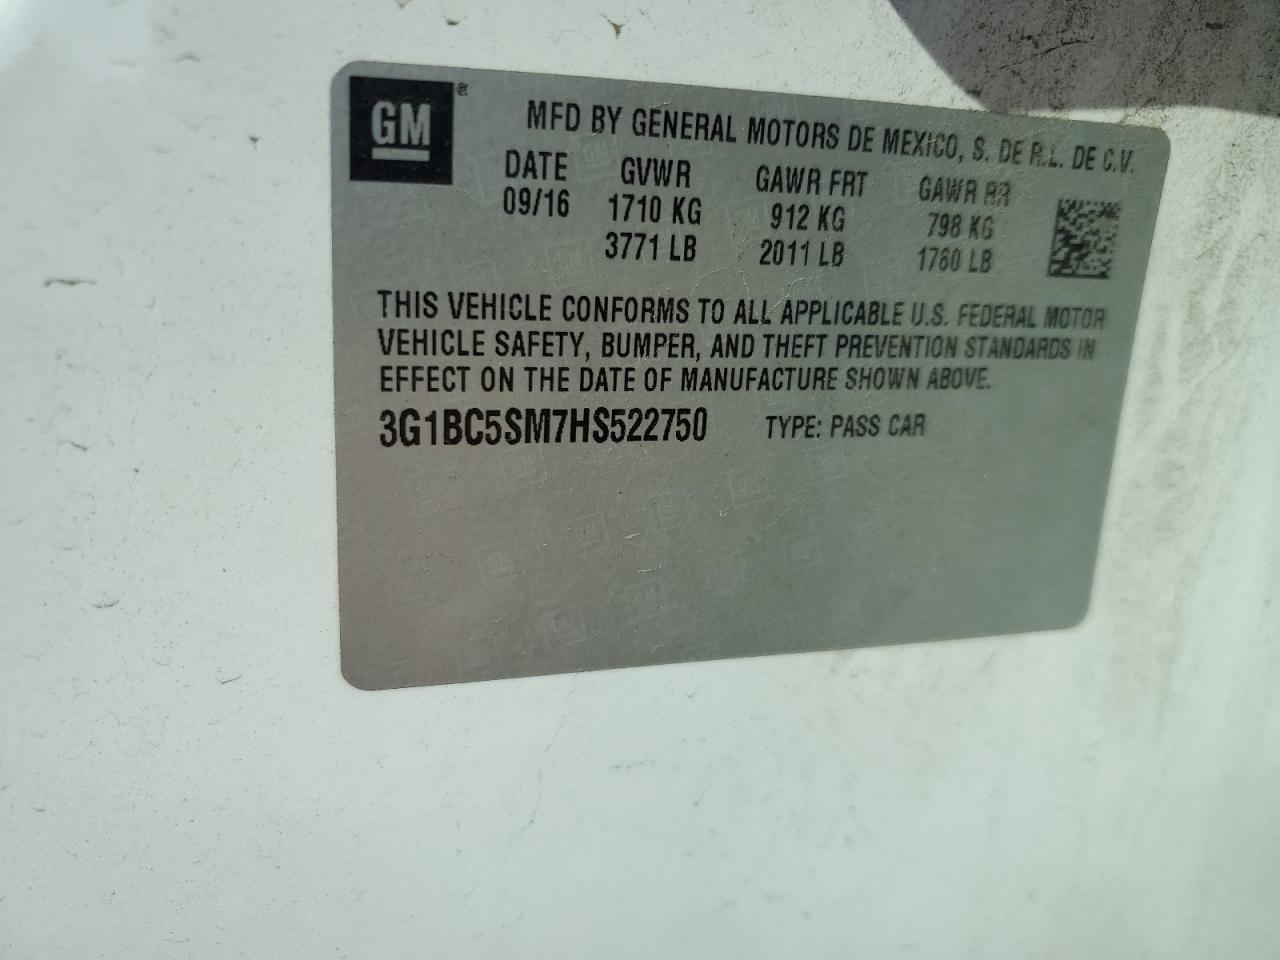 GM®
MFD BY GENERAL MOTORS DE MEXICO, S. DE R.L. DE C.V.
DATE GVWR GAWR FRT GAWR RR
09/16 1710 KG 912 KG 798 KG
3771 LB 2011 LB 1760 LB
THIS VEHICLE CONFORMS TO ALL APPLICABLE U.S. FEDERAL MOTOR
VEHICLE SAFETY, BUMPER, AND THEFT PREVENTION STANDARDS IN
EFFECT ON THE DATE OF MANUFACTURE SHOWN ABOVE.
3G1BC5SM7HS522750 TYPE: PASS CAR